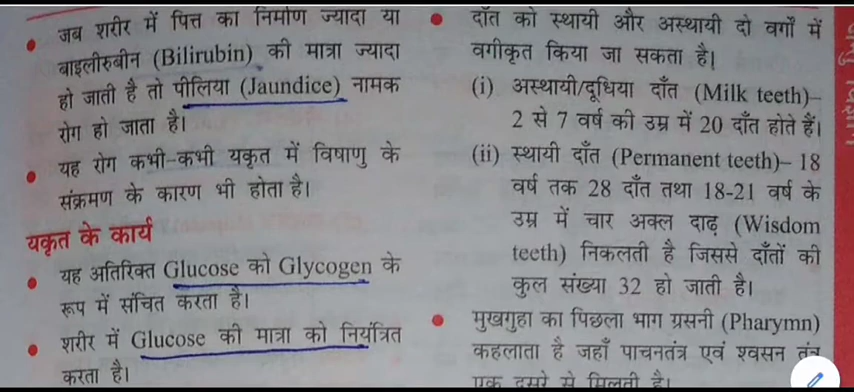 जब शरीर में पित्त का निर्माण ज्यादा या
बाइलीरुबीन (Bilirubin) की मात्रा ज्यादा
हो जाती है तो पीलिया (Jaundice) नामक
रोग हो जाता है।
यह रोग कभी-कभी यकृत में विषाणु के
संक्रमण के कारण भी होता है।
यकृत के कार्य
यह अतिरिक्त Glucose को Glycogen के
रूप में संचित करता है।
शरीर में Glucose की मात्रा को नियंत्रित
करता है।
दाँत को स्थायी और अस्थायी दो वर्गों में
वर्गीकृत किया जा सकता है।
(i) अस्थायी/दूधिया दाँत (Milk teeth)–
2 से 7 वर्ष की उम्र में 20 दाँत होते हैं।
(ii) स्थायी दाँत (Permanent teeth)– 18
वर्ष तक 28 दाँत तथा 18-21 वर्ष के
उम्र में चार अक्ल दाढ़ (Wisdom
teeth) निकलती है जिससे दाँतों की
कुल संख्या 32 हो जाती है।
मुखगुहा का पिछला भाग ग्रसनी (Pharymn)
कहलाता है जहाँ पाचनतंत्र एवं श्वसन तंत्र
एक दूसरे से मिलती है।